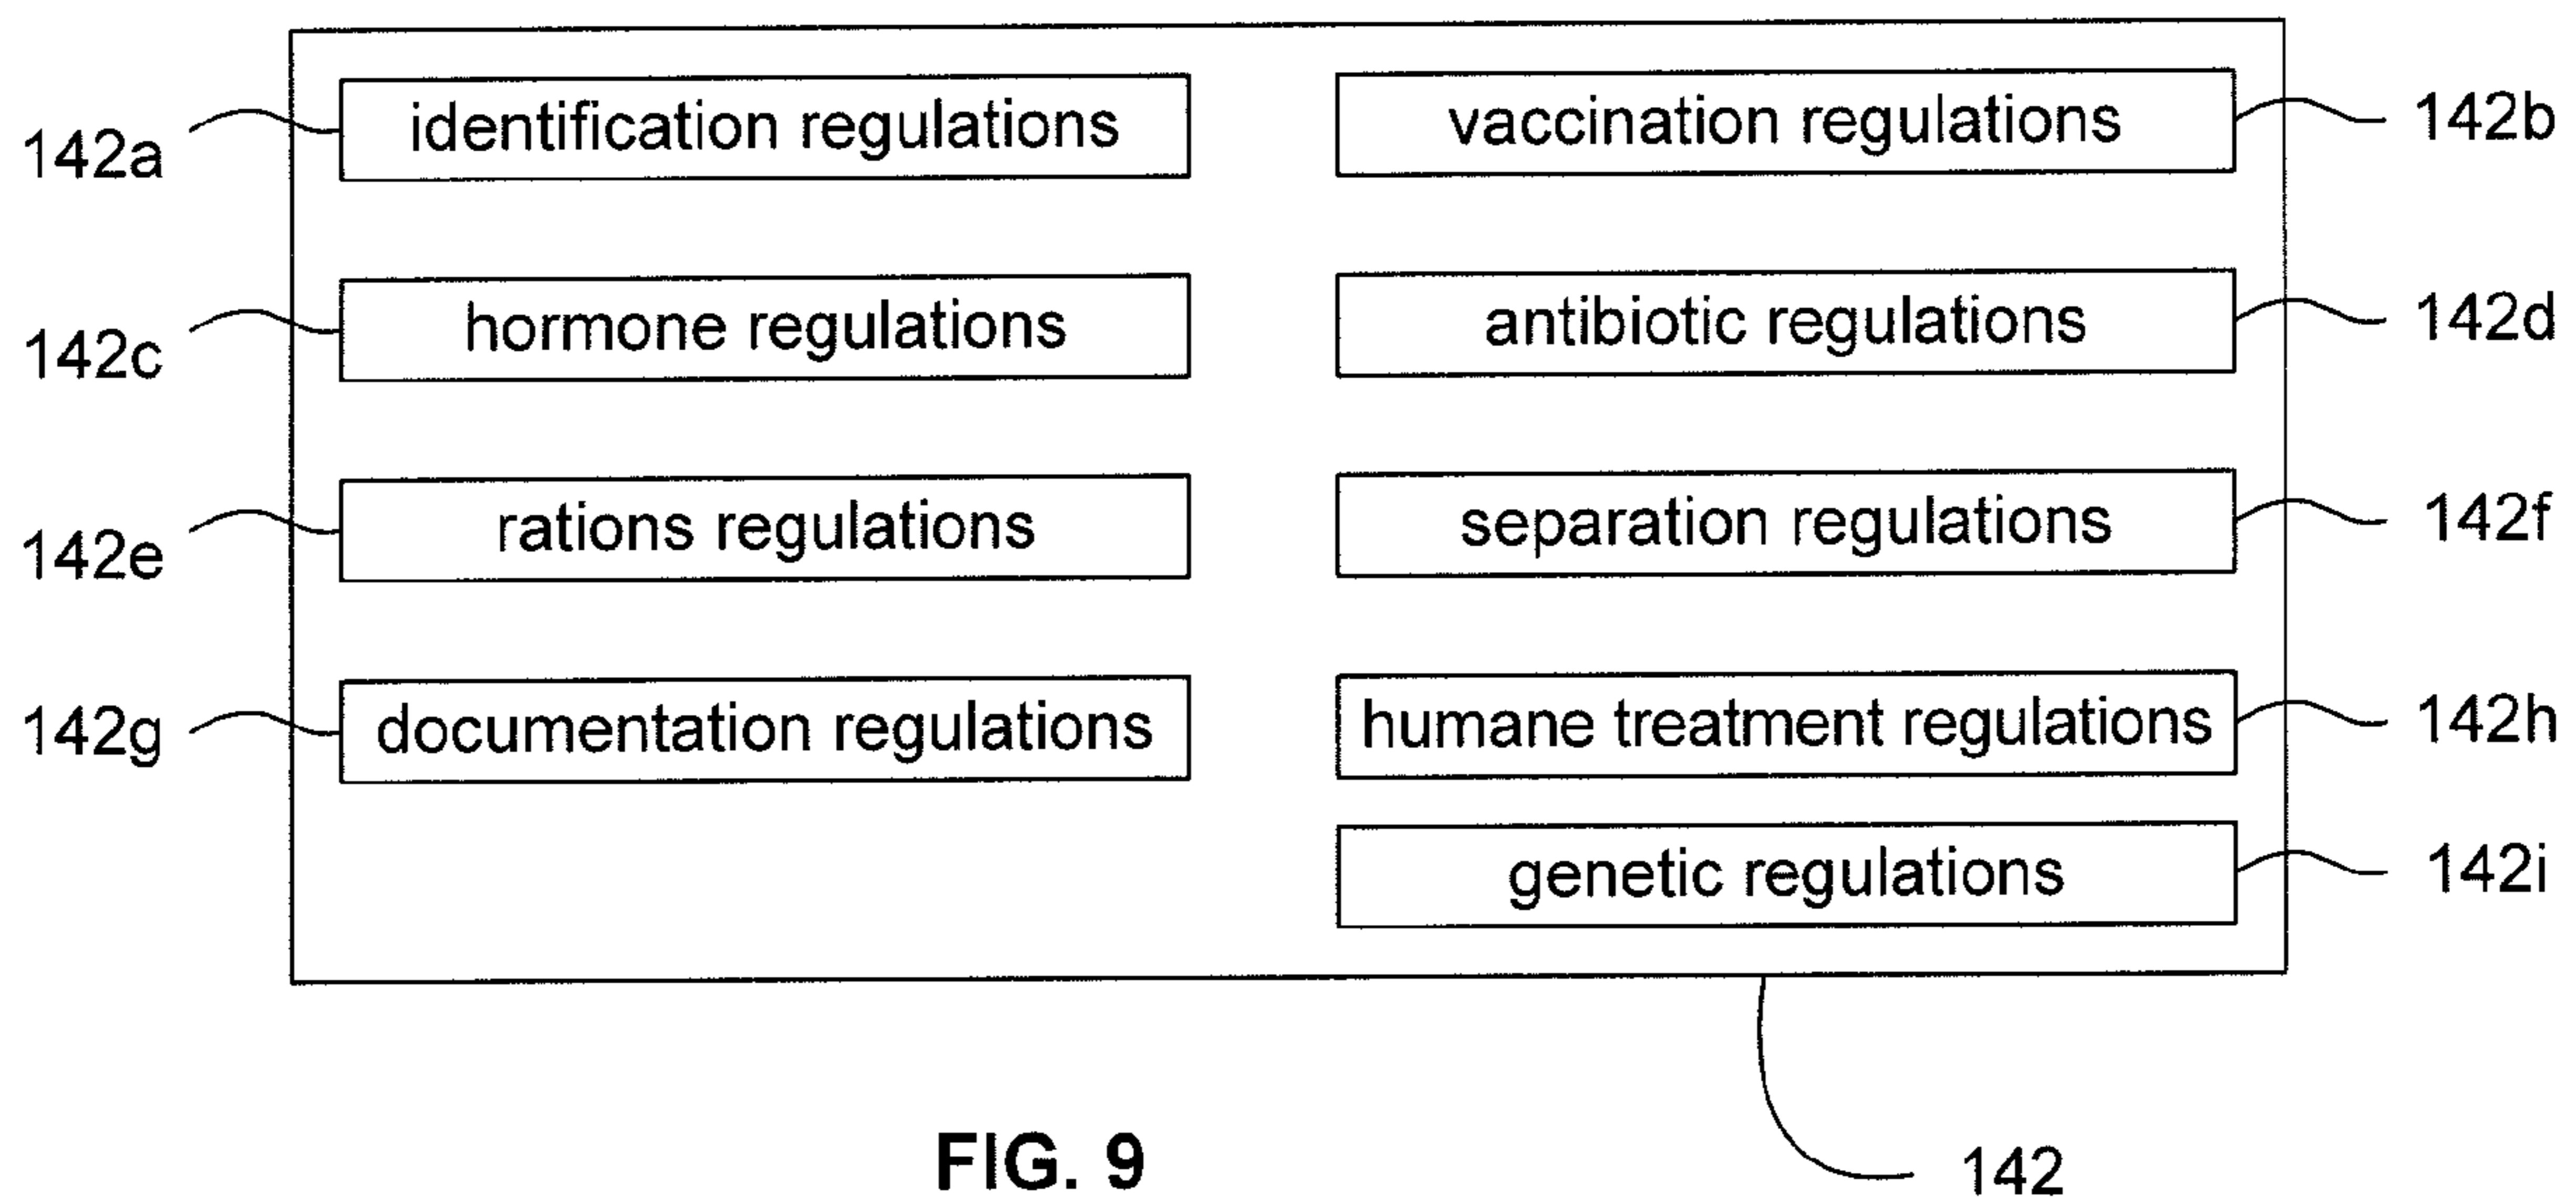 142a identification regulations vaccination regulations 142b
142c hormone regulations antibiotic regulations 142d
142e rations regulations separation regulations 142f
142g documentation regulations humane treatment regulations 142h
genetic regulations 142i
FIG. 9 142